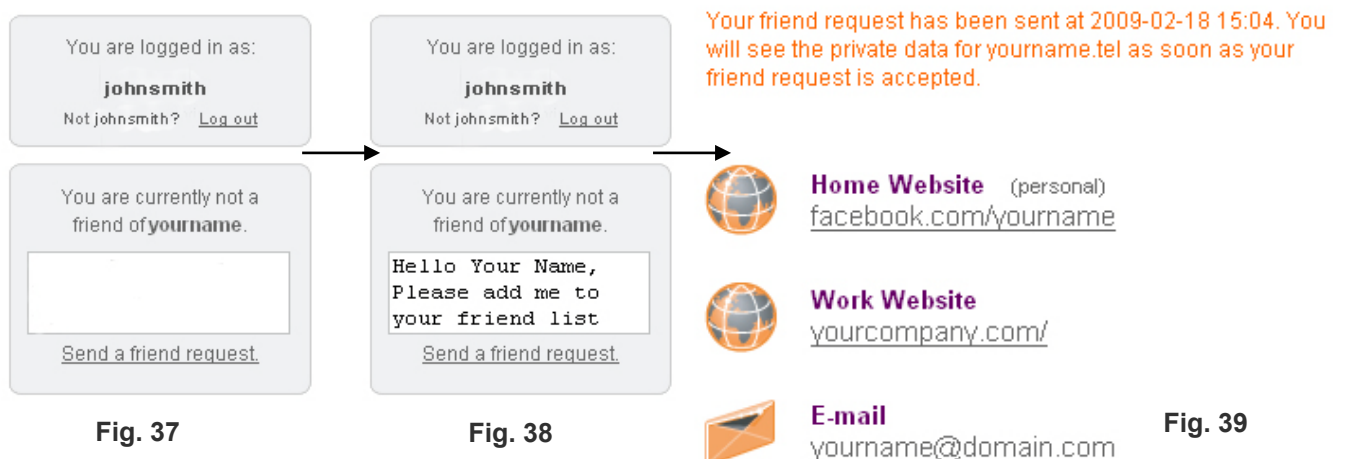 You are logged in as:
johnsmith
Not johnsmith? Log out
You are currently not a
friend of yourname.
Send a friend request.
Fig. 37
You are logged in as:
johnsmith
Not johnsmith? Log out
You are currently not a
friend of yourname.
Hello Your Name,
Please add me to
your friend list
Send a friend request.
Fig. 38
Your friend request has been sent at 2009-02-18 15:04. You
will see the private data for yourname.tel as soon as your
friend request is accepted.
Home Website (personal)
facebook.com/yourname
Work Website
yourcompany.com/
E-mail
yourname@domain.com
Fig. 39